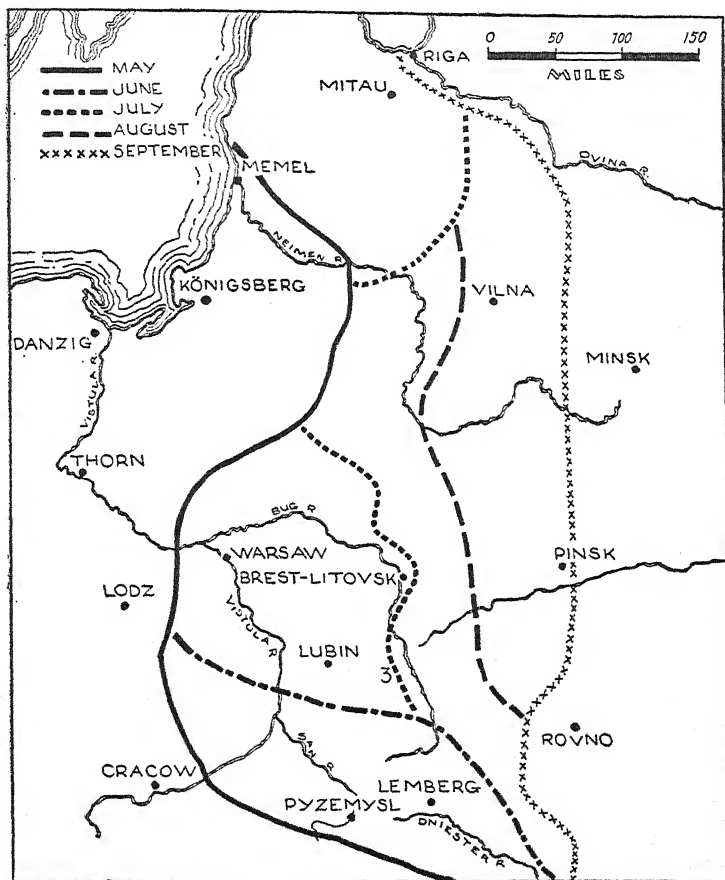 MAY
JUNE
JULY
AUGUST
SEPTEMBER
0 50 100 150
MILES
RIGA
MITAU
DVINA R.
MEMEL
NEIMEN R.
KÖNIGSBERG
VILNA
DANZIG
MINSK
VISTULA R.
THORN
BUG R
WARSAW
PINSK
BREST-LITOVSK
LODZ
VISTULA R
LUBIN
3
ROVNO
SAN R.
CRACOW
LEMBERG
PYZEMYSL
DNIESTER R